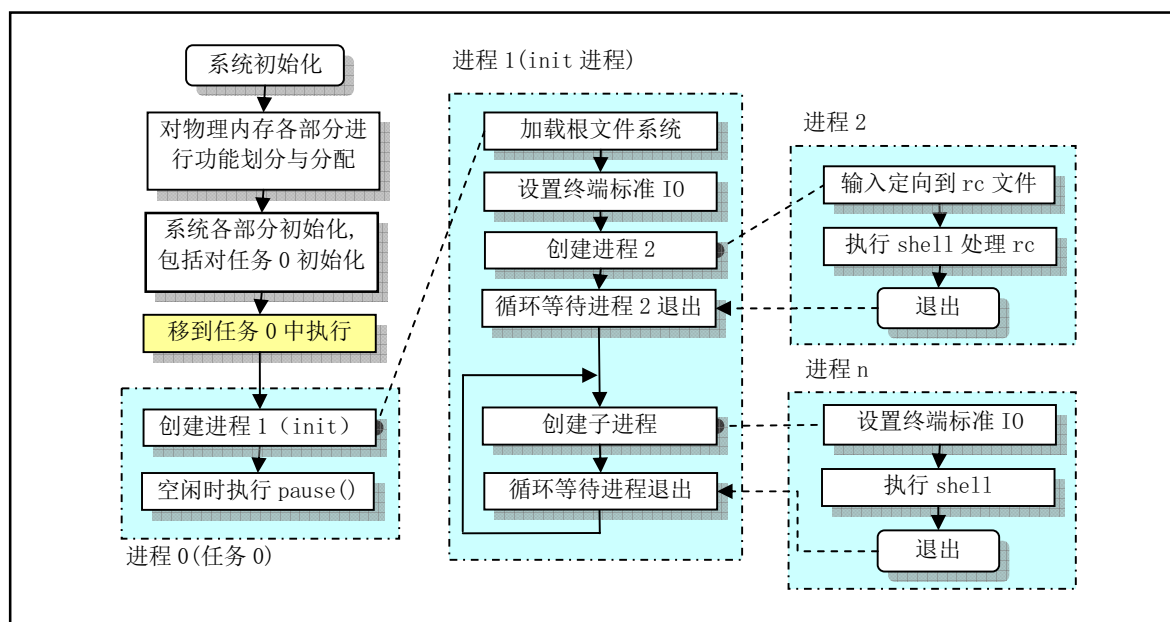 系统初始化
对物理内存各部分进
行功能划分与分配
系统各部分初始化,
包括对任务 0 初始化
移到任务 0 中执行
创建进程 1（init）
空闲时执行 pause()
进程 0(任务 0)
进程 1(init 进程)
加载根文件系统
设置终端标准 IO
创建进程 2
循环等待进程 2 退出
创建子进程
循环等待进程退出
进程 2
输入定向到 rc 文件
执行 shell 处理 rc
退出
进程 n
设置终端标准 IO
执行 shell
退出